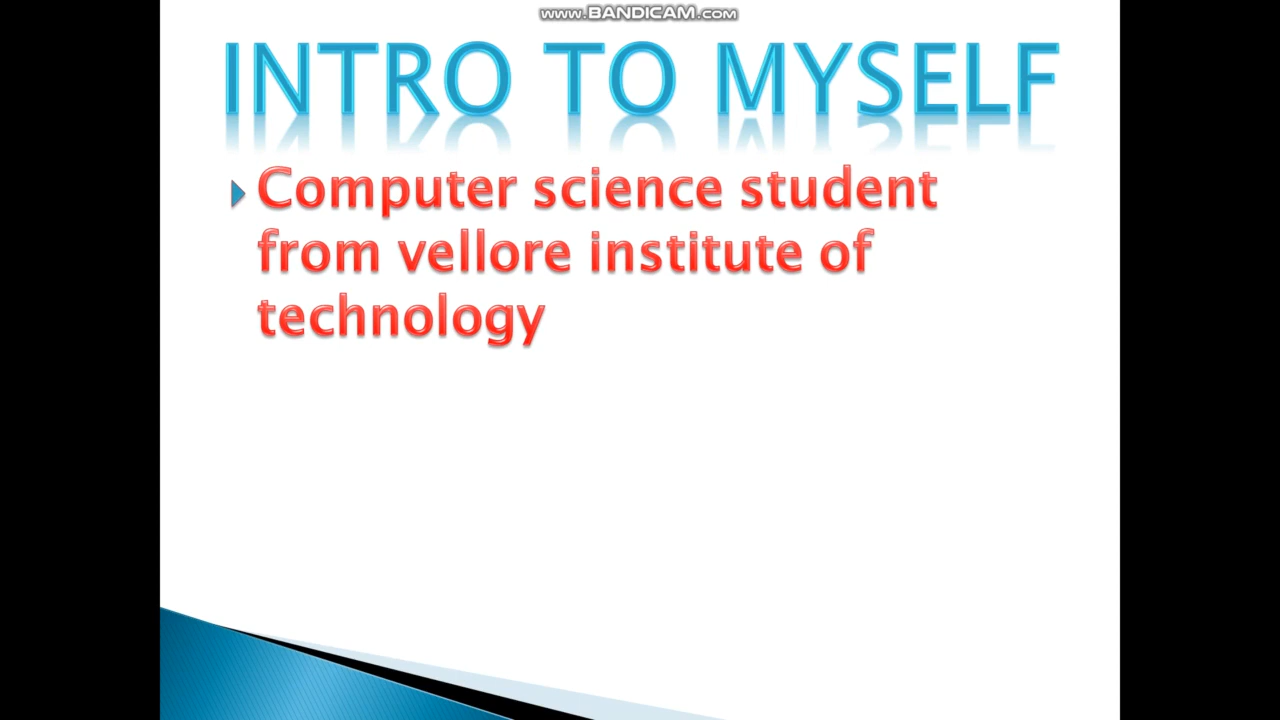 www.BANDICAM.com
INTRO TO MYSELF
Computer science student
from vellore institute of
technology